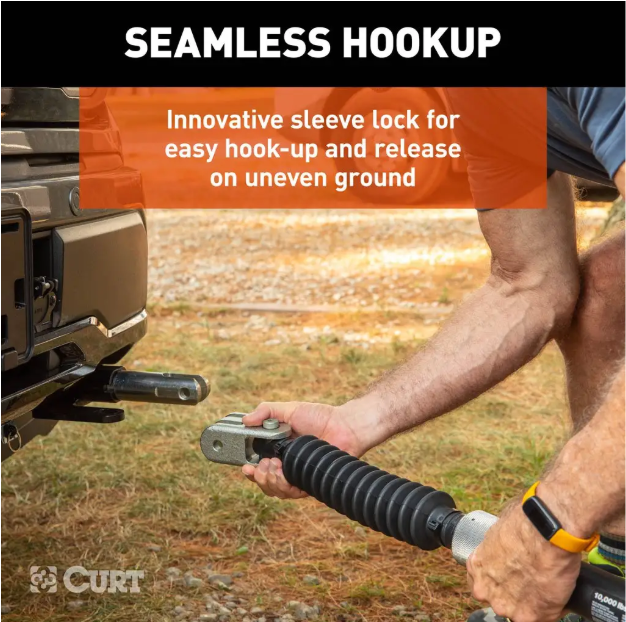 SEAMLESS HOOKUP
Innovative sleeve lock for
easy hook-up and release
on uneven ground
CURT
10,000 lbs